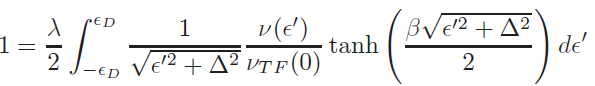 $$1 = \frac{\lambda}{2} \int_{-\epsilon_D}^{\epsilon_D} \frac{1}{\sqrt{\epsilon'^2 + \Delta^2}} \frac{\nu(\epsilon')}{\nu_{TF}(0)} \tanh\left(\frac{\beta\sqrt{\epsilon'^2 + \Delta^2}}{2}\right) d\epsilon'$$